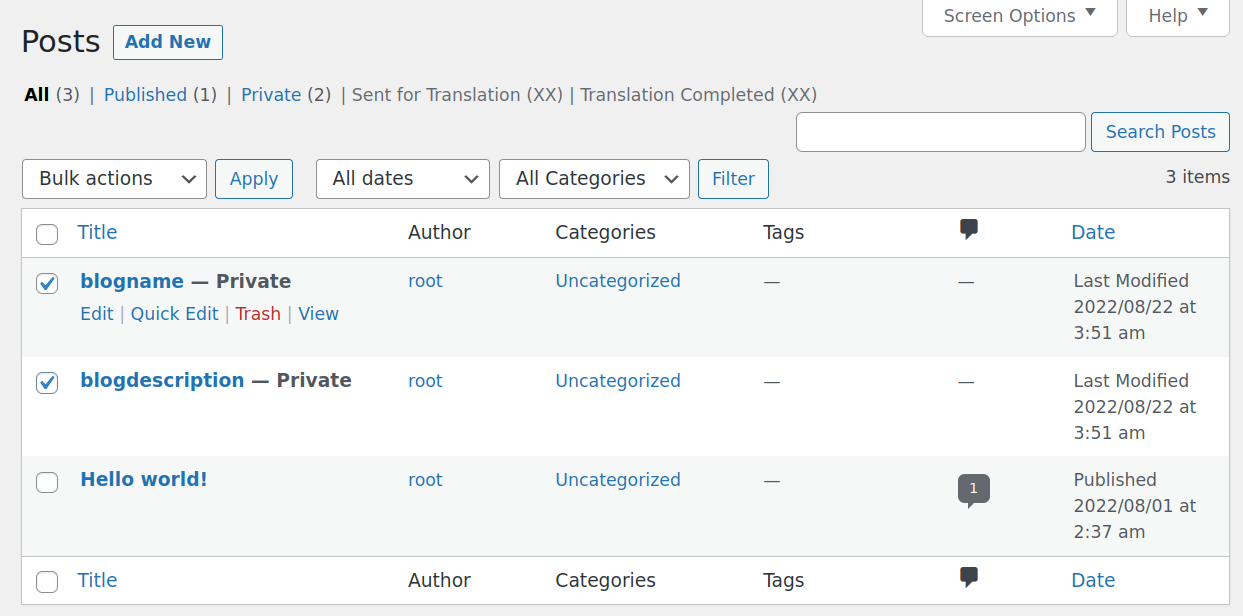 Screen Options Help
Posts Add New
All (3) | Published (1) | Private (2) | Sent for Translation (XX) | Translation Completed (XX)
Search Posts
Bulk actions Apply All dates All Categories Filter 3 items
Title Author Categories Tags Date
blogname — Private root Uncategorized — — Last Modified
Edit | Quick Edit | Trash | View 2022/08/22 at
3:51 am
blogdescription — Private root Uncategorized — — Last Modified
2022/08/22 at
3:51 am
Hello world! root Uncategorized — 1 Published
2022/08/01 at
2:37 am
Title Author Categories Tags Date